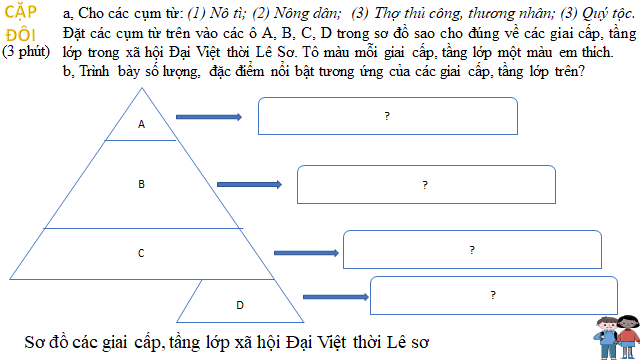 CẶP
ĐÔI
(3 phút)
a, Cho các cụm từ: (1) Nô tì; (2) Nông dân; (3) Thợ thủ công, thương nhân; (3) Quý tộc.
Đặt các cụm từ trên vào các ô A, B, C, D trong sơ đồ sao cho đúng về các giai cấp, tầng
lớp trong xã hội Đại Việt thời Lê Sơ. Tô màu mỗi giai cấp, tầng lớp một màu em thích.
b, Trình bày số lượng, đặc điểm nổi bật tương ứng của các giai cấp, tầng lớp trên?
A
?
B
?
C
?
D
?
Sơ đồ các giai cấp, tầng lớp xã hội Đại Việt thời Lê sơ